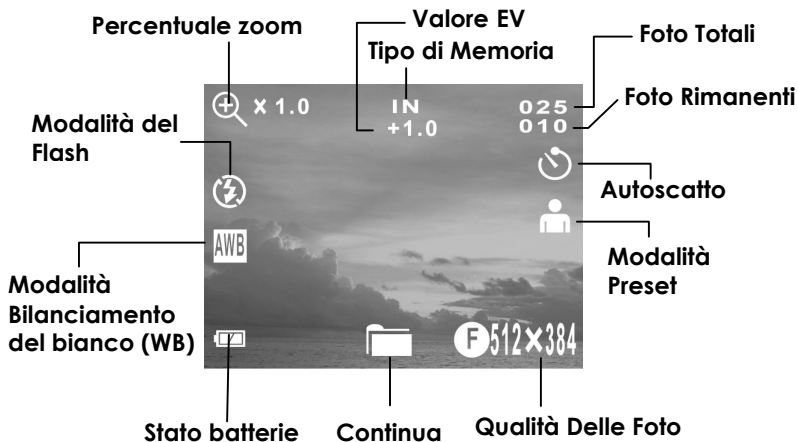 Percentuale zoom
Valore EV
Tipo di Memoria
Foto Totali
Foto Rimanenti
X 1.0
IN
+1.0
025
010
Modalità del
Flash
Autoscatto
AWB
Modalità
Preset
Modalità
Bilanciamento
del bianco (WB)
F 512×384
Stato batterie
Continua
Qualità Delle Foto